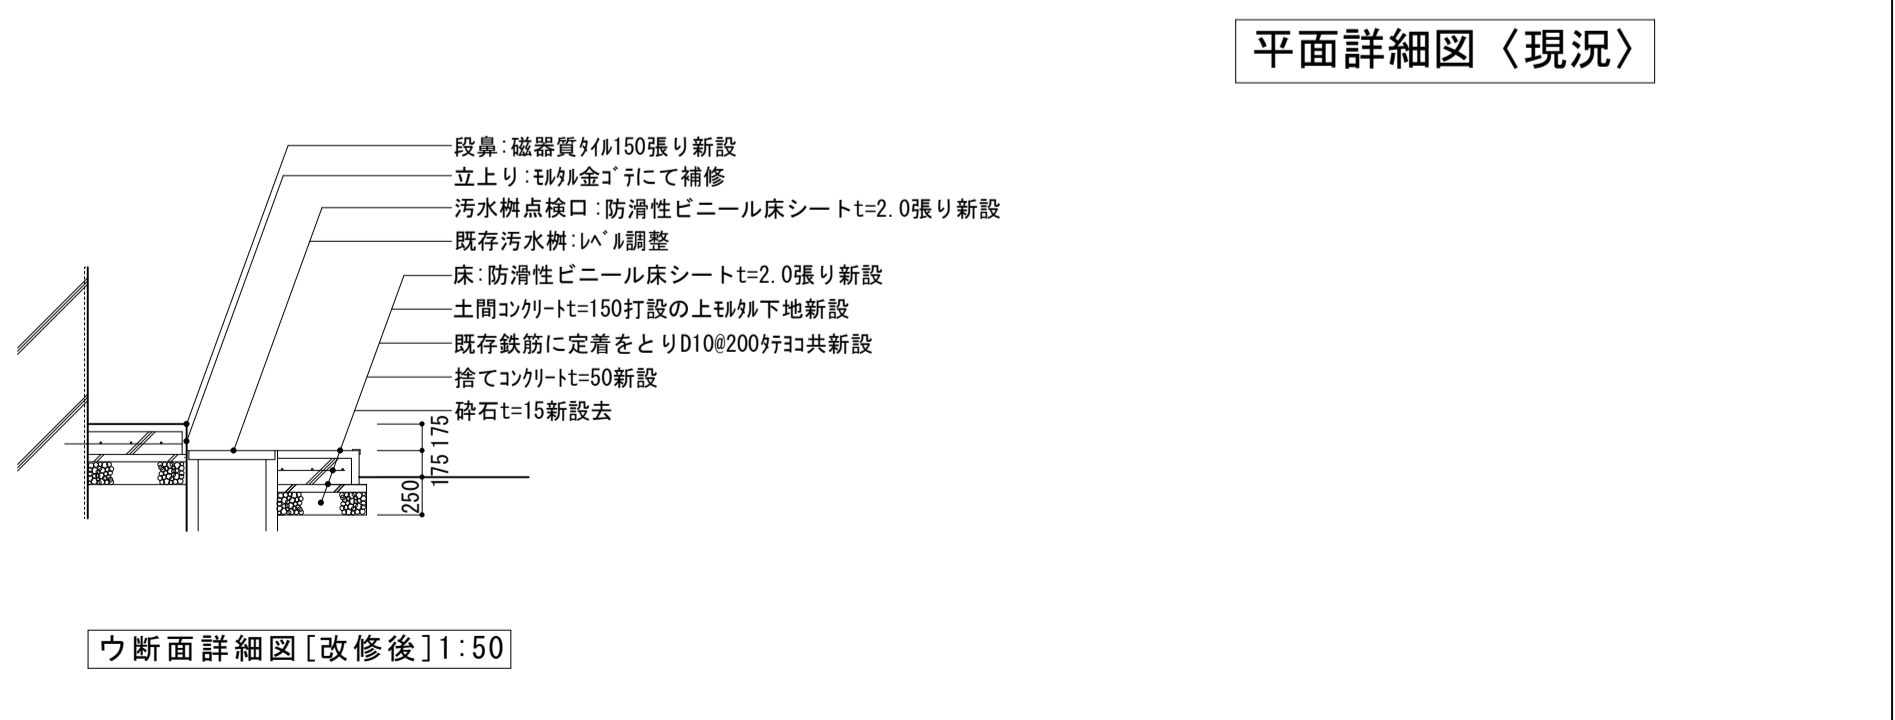 平面詳細図〈現況〉
段鼻:磁器質ﾀｲﾙ150張り新設
立上り:ﾓﾙﾀﾙ金ｺﾞﾃにて補修
汚水桝点検口:防滑性ビニール床シートt=2.0張り新設
既存汚水桝:ﾚﾍﾞﾙ調整
床:防滑性ビニール床シートt=2.0張り新設
土間ｺﾝｸﾘｰﾄt=150打設の上ﾓﾙﾀﾙ下地新設
既存鉄筋に定着をとりD10@200ﾀﾃﾖｺ共新設
捨てｺﾝｸﾘｰﾄt=50新設
砕石t=15新設去
175
175
250
ウ断面詳細図[改修後]1:50